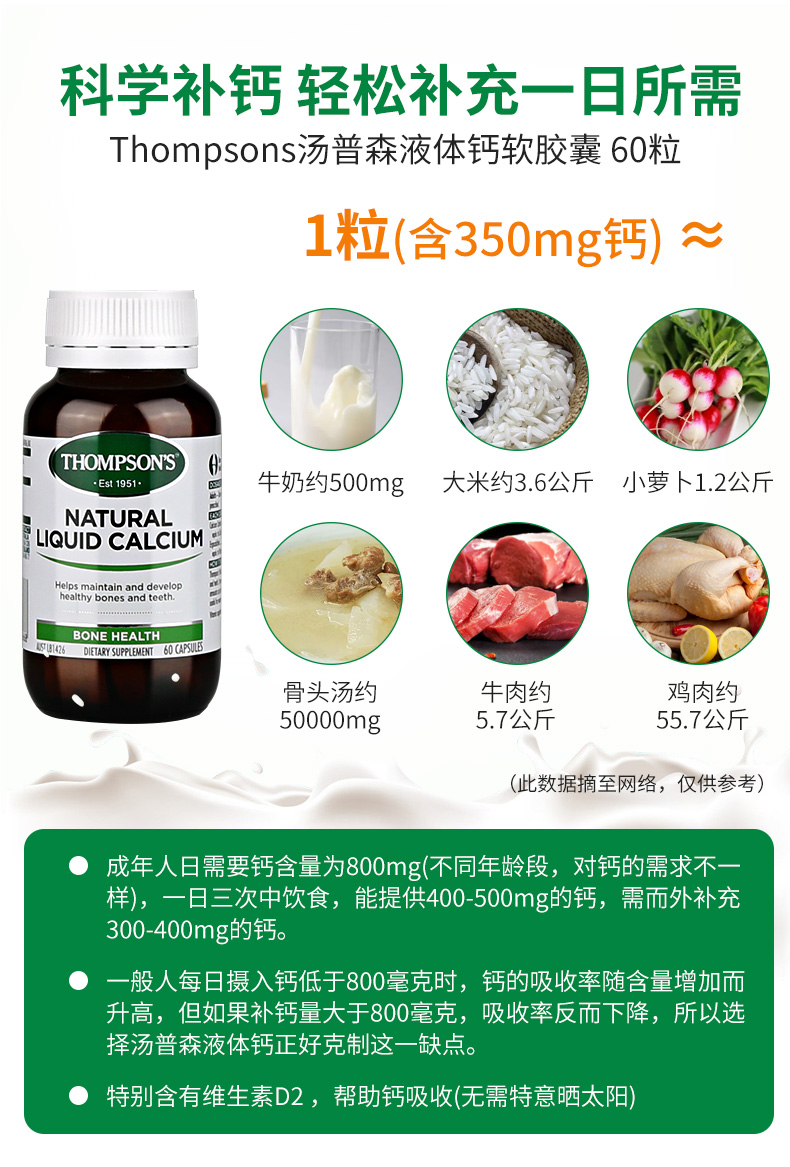 科学补钙 轻松补充一日所需
Thompsons汤普森液体钙软胶囊 60粒
1粒(含350mg钙) ≈
THOMPSON'S
Est 1951
NATURAL
LIQUID CALCIUM
Helps maintain and develop
healthy bones and teeth.
BONE HEALTH
DIETARY SUPPLEMENT 60 CAPSULES
牛奶约500mg
大米约3.6公斤
小萝卜1.2公斤
骨头汤约
50000mg
牛肉约
5.7公斤
鸡肉约
55.7公斤
（此数据摘至网络，仅供参考）
● 成年人日需要钙含量为800mg(不同年龄段，对钙的需求不一
样)，一日三次中饮食，能提供400-500mg的钙，需而外补充
300-400mg的钙。
● 一般人每日摄入钙低于800毫克时，钙的吸收率随含量增加而
升高，但如果补钙量大于800毫克，吸收率反而下降，所以选
择汤普森液体钙正好克制这一缺点。
● 特别含有维生素D2 ，帮助钙吸收(无需特意晒太阳)